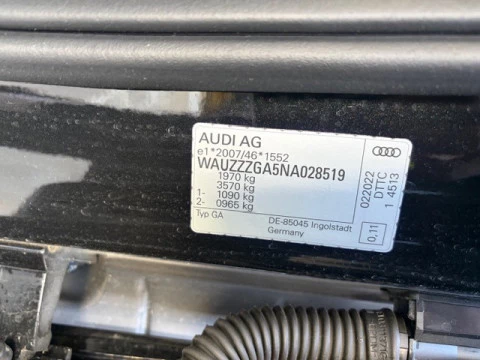 AUDI AG
e1*2007/46*1552
WAUZZZGA5NA028519
1970 kg
3570 kg
1- 1090 kg
2- 0965 kg
Typ GA
DE-85045 Ingolstadt
Germany
022022
DTTC
1 4513
0,11